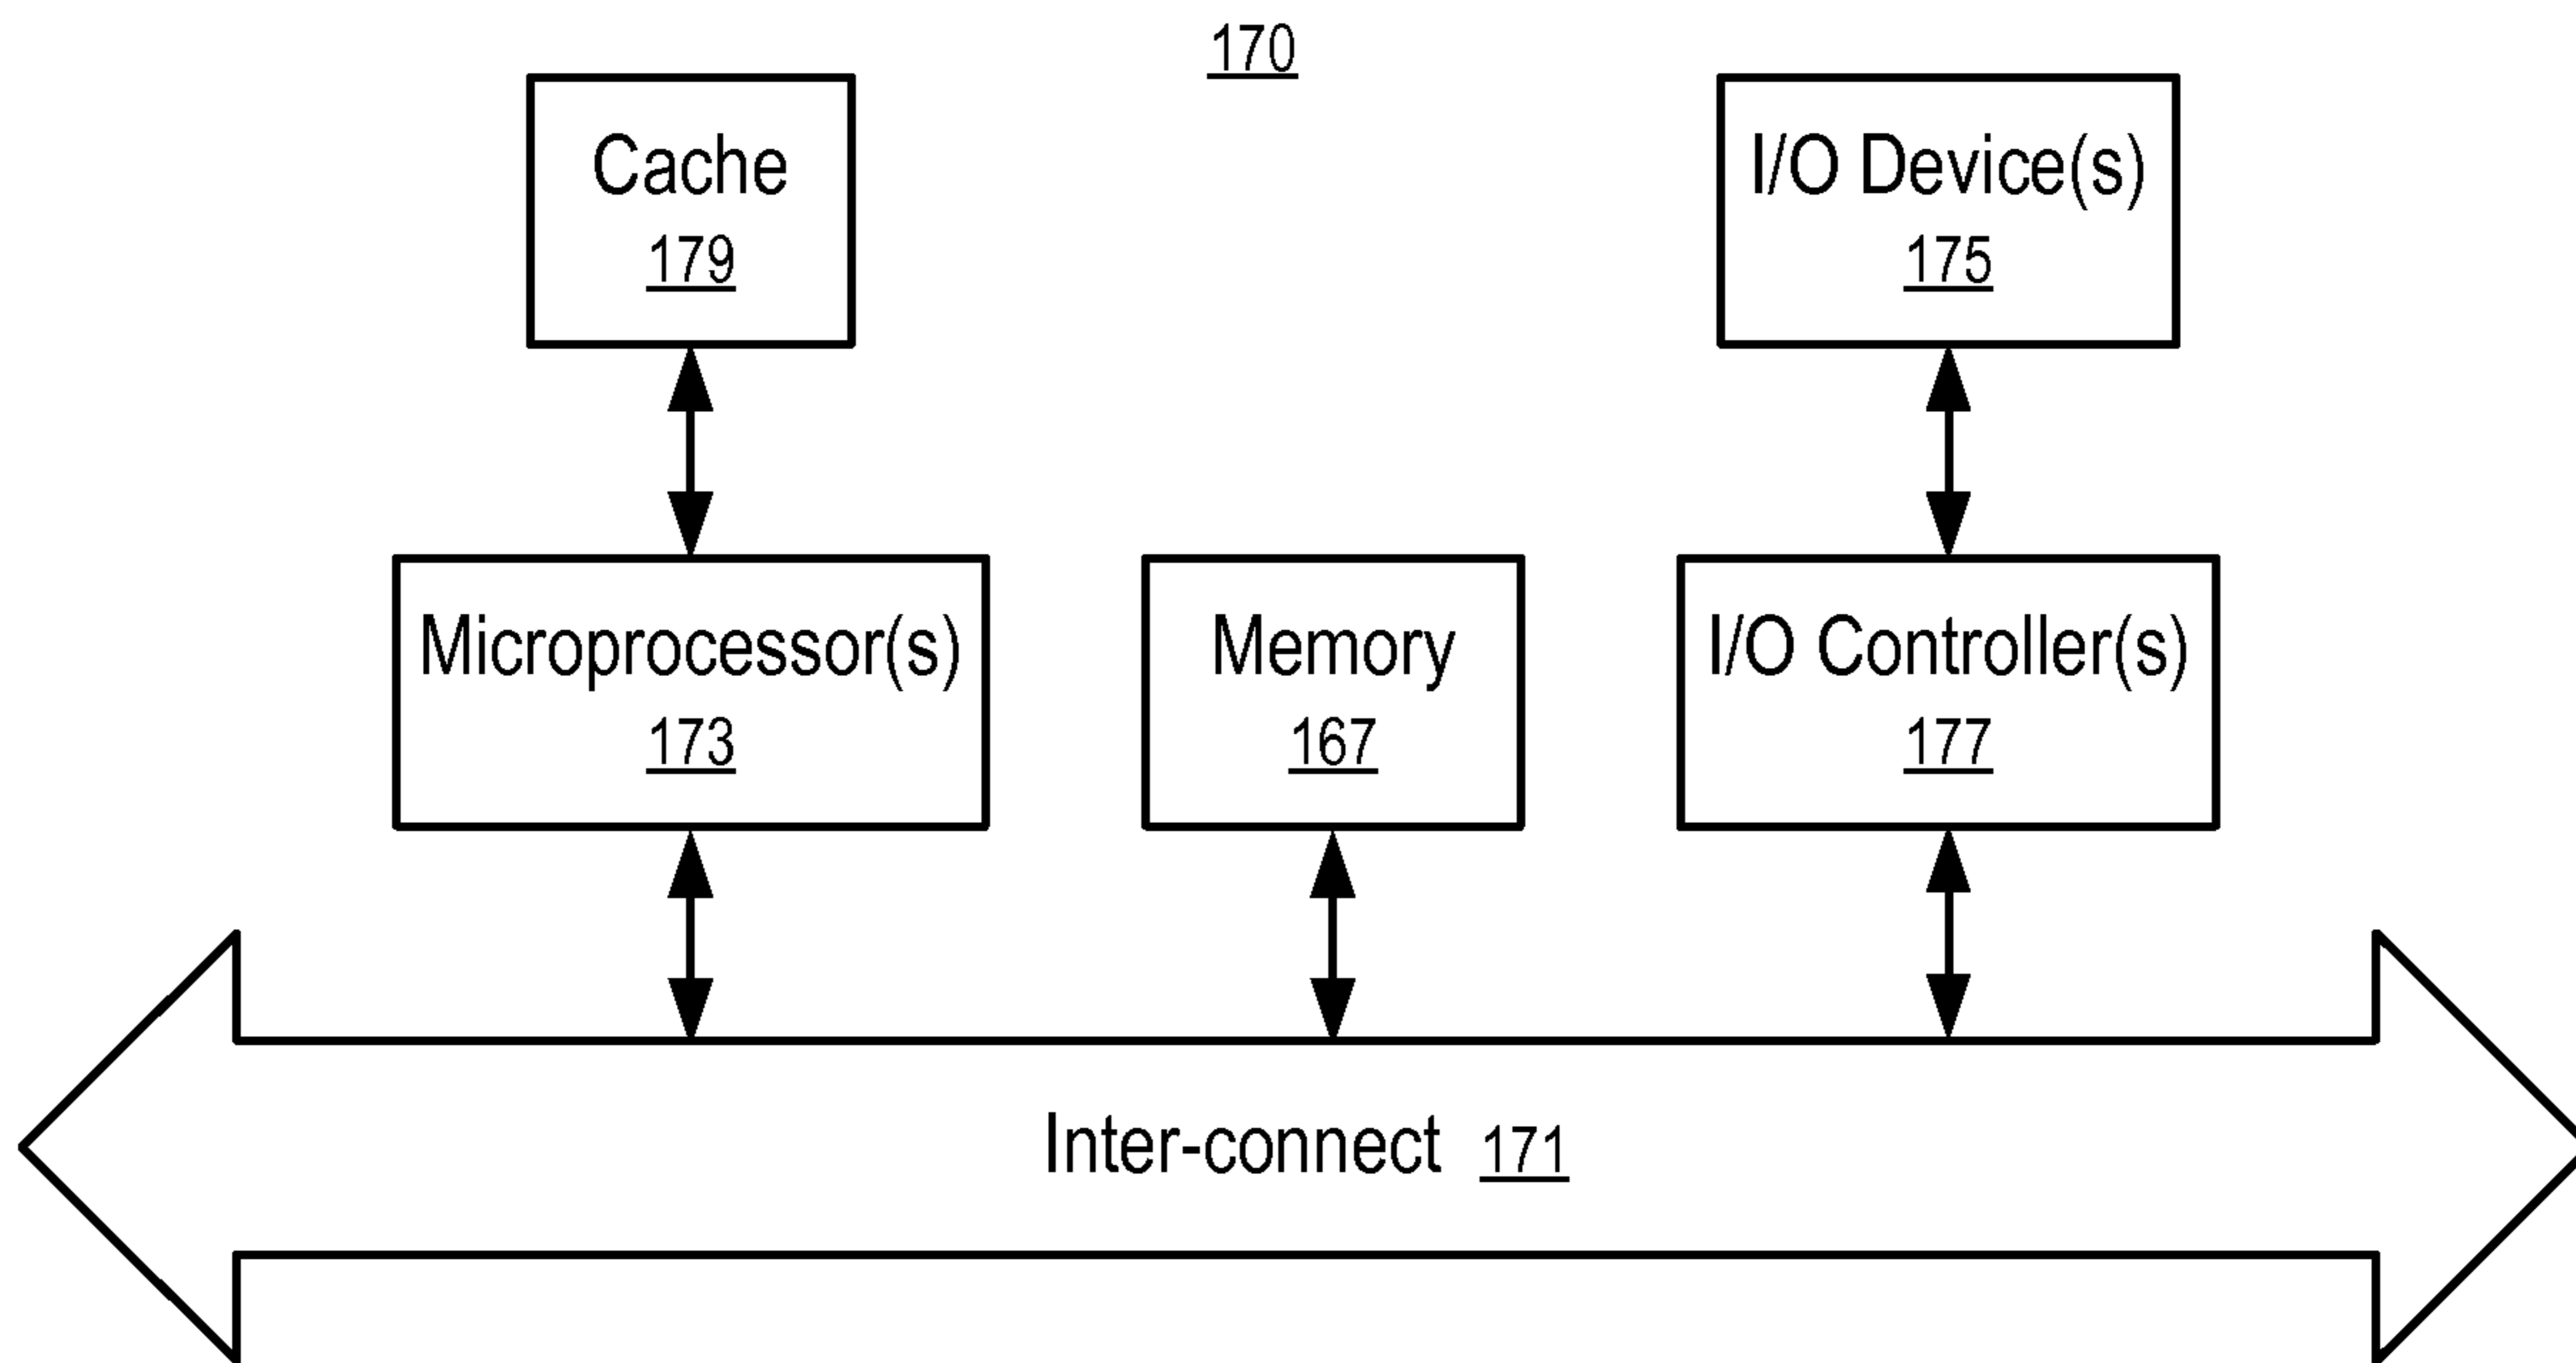 170
Cache
179
I/O Device(s)
175
Microprocessor(s)
173
Memory
167
I/O Controller(s)
177
Inter-connect 171